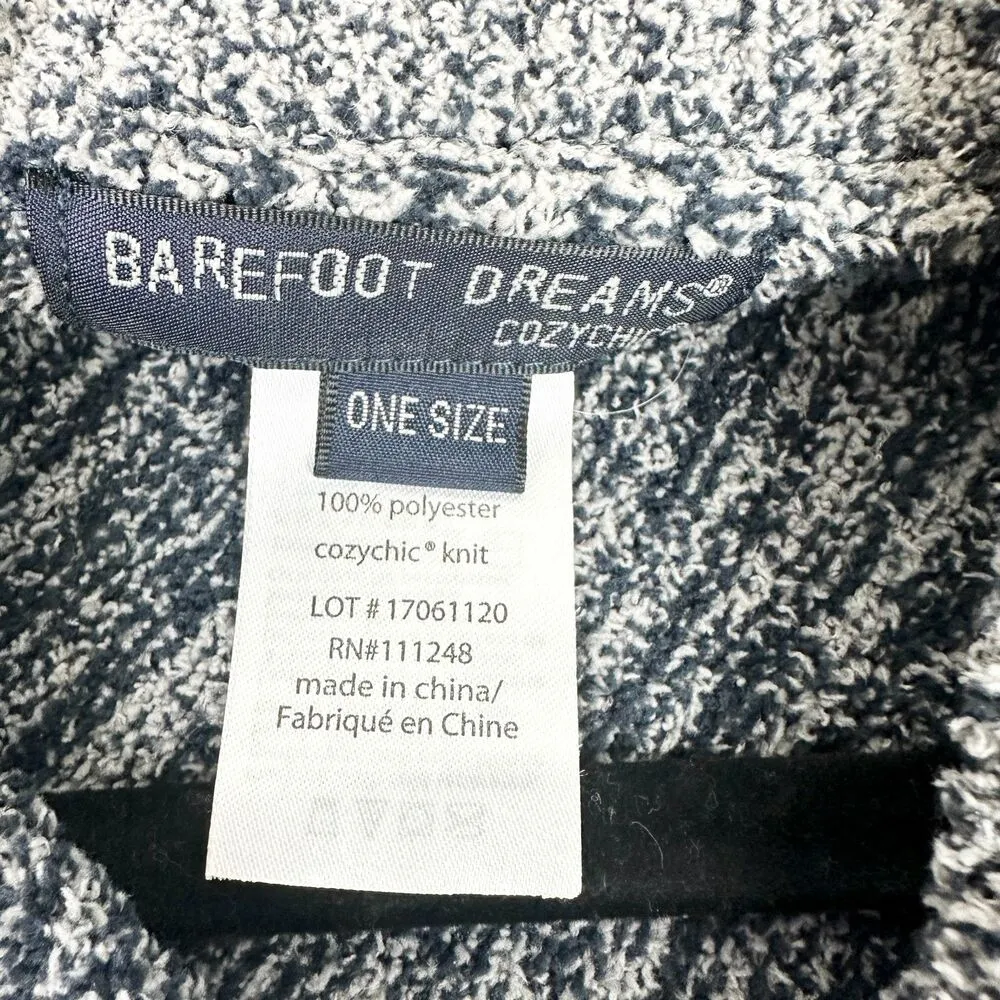 BAREFOOT DREAMS®
COZYCHIC
ONE SIZE
100% polyester
cozychic® knit
LOT # 17061120
RN#111248
made in china/
Fabriqué en Chine